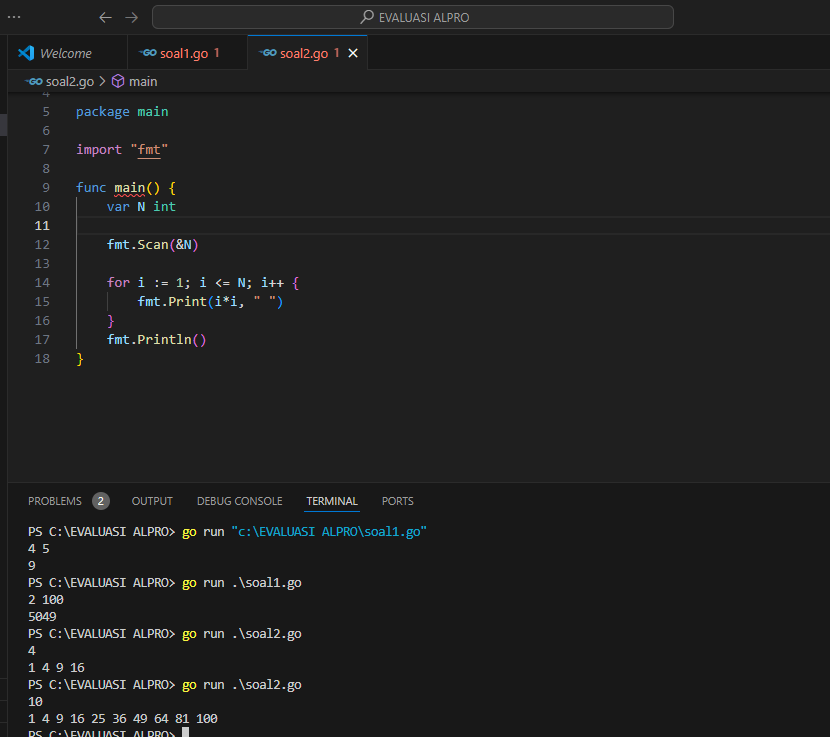 EVALUASI ALPRO
Welcome
soal1.go 1
soal2.go 1
soal2.go > main
4
5 package main
6
7 import "fmt"
8
9 func main() {
10 var N int
11
12 fmt.Scan(&N)
13
14 for i := 1; i <= N; i++ {
15 fmt.Print(i*i, " ")
16 }
17 fmt.Println()
18 }
PROBLEMS 2 OUTPUT DEBUG CONSOLE TERMINAL PORTS
PS C:\EVALUASI ALPRO> go run "c:\EVALUASI ALPRO\soal1.go"
4 5
9
PS C:\EVALUASI ALPRO> go run .\soal1.go
2 100
5049
PS C:\EVALUASI ALPRO> go run .\soal2.go
4
1 4 9 16
PS C:\EVALUASI ALPRO> go run .\soal2.go
10
1 4 9 16 25 36 49 64 81 100
PS C:\EVALUASI ALPRO>